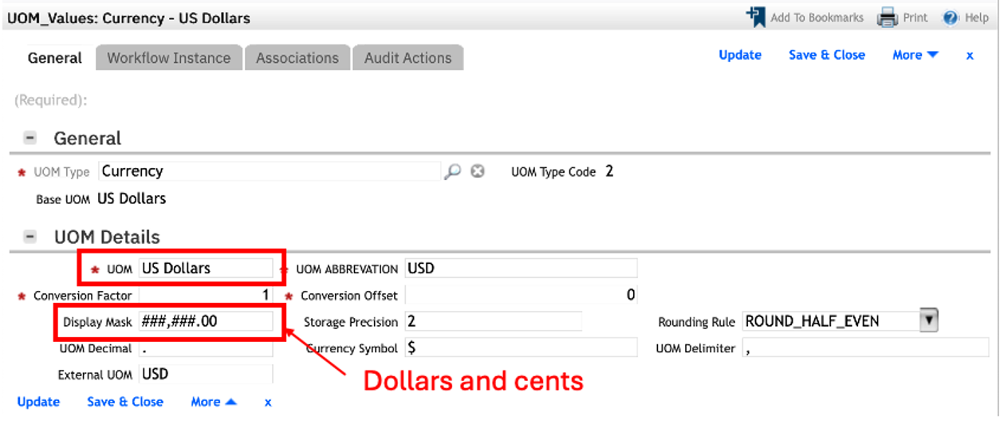 UOM_Values: Currency - US Dollars Add To Bookmarks Print Help
General Workflow Instance Associations Audit Actions Update Save & Close More x
(Required):
General
UOM Type Currency UOM Type Code 2
Base UOM US Dollars
UOM Details
UOM US Dollars UOM ABBREVATION USD
Conversion Factor 1 Conversion Offset 0
Display Mask ###,###.00 Storage Precision 2 Rounding Rule ROUND_HALF_EVEN
UOM Decimal . Currency Symbol $ UOM Delimiter ,
External UOM USD
Dollars and cents
Update Save & Close More x